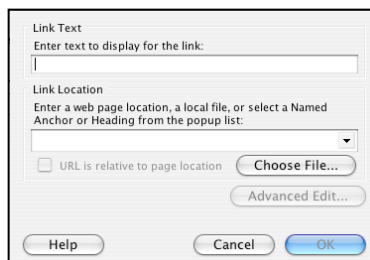 Link Text
Enter text to display for the link:
Link Location
Enter a web page location, a local file, or select a Named
Anchor or Heading from the popup list:
URL is relative to page location
Choose File...
Advanced Edit...
Help
Cancel
OK